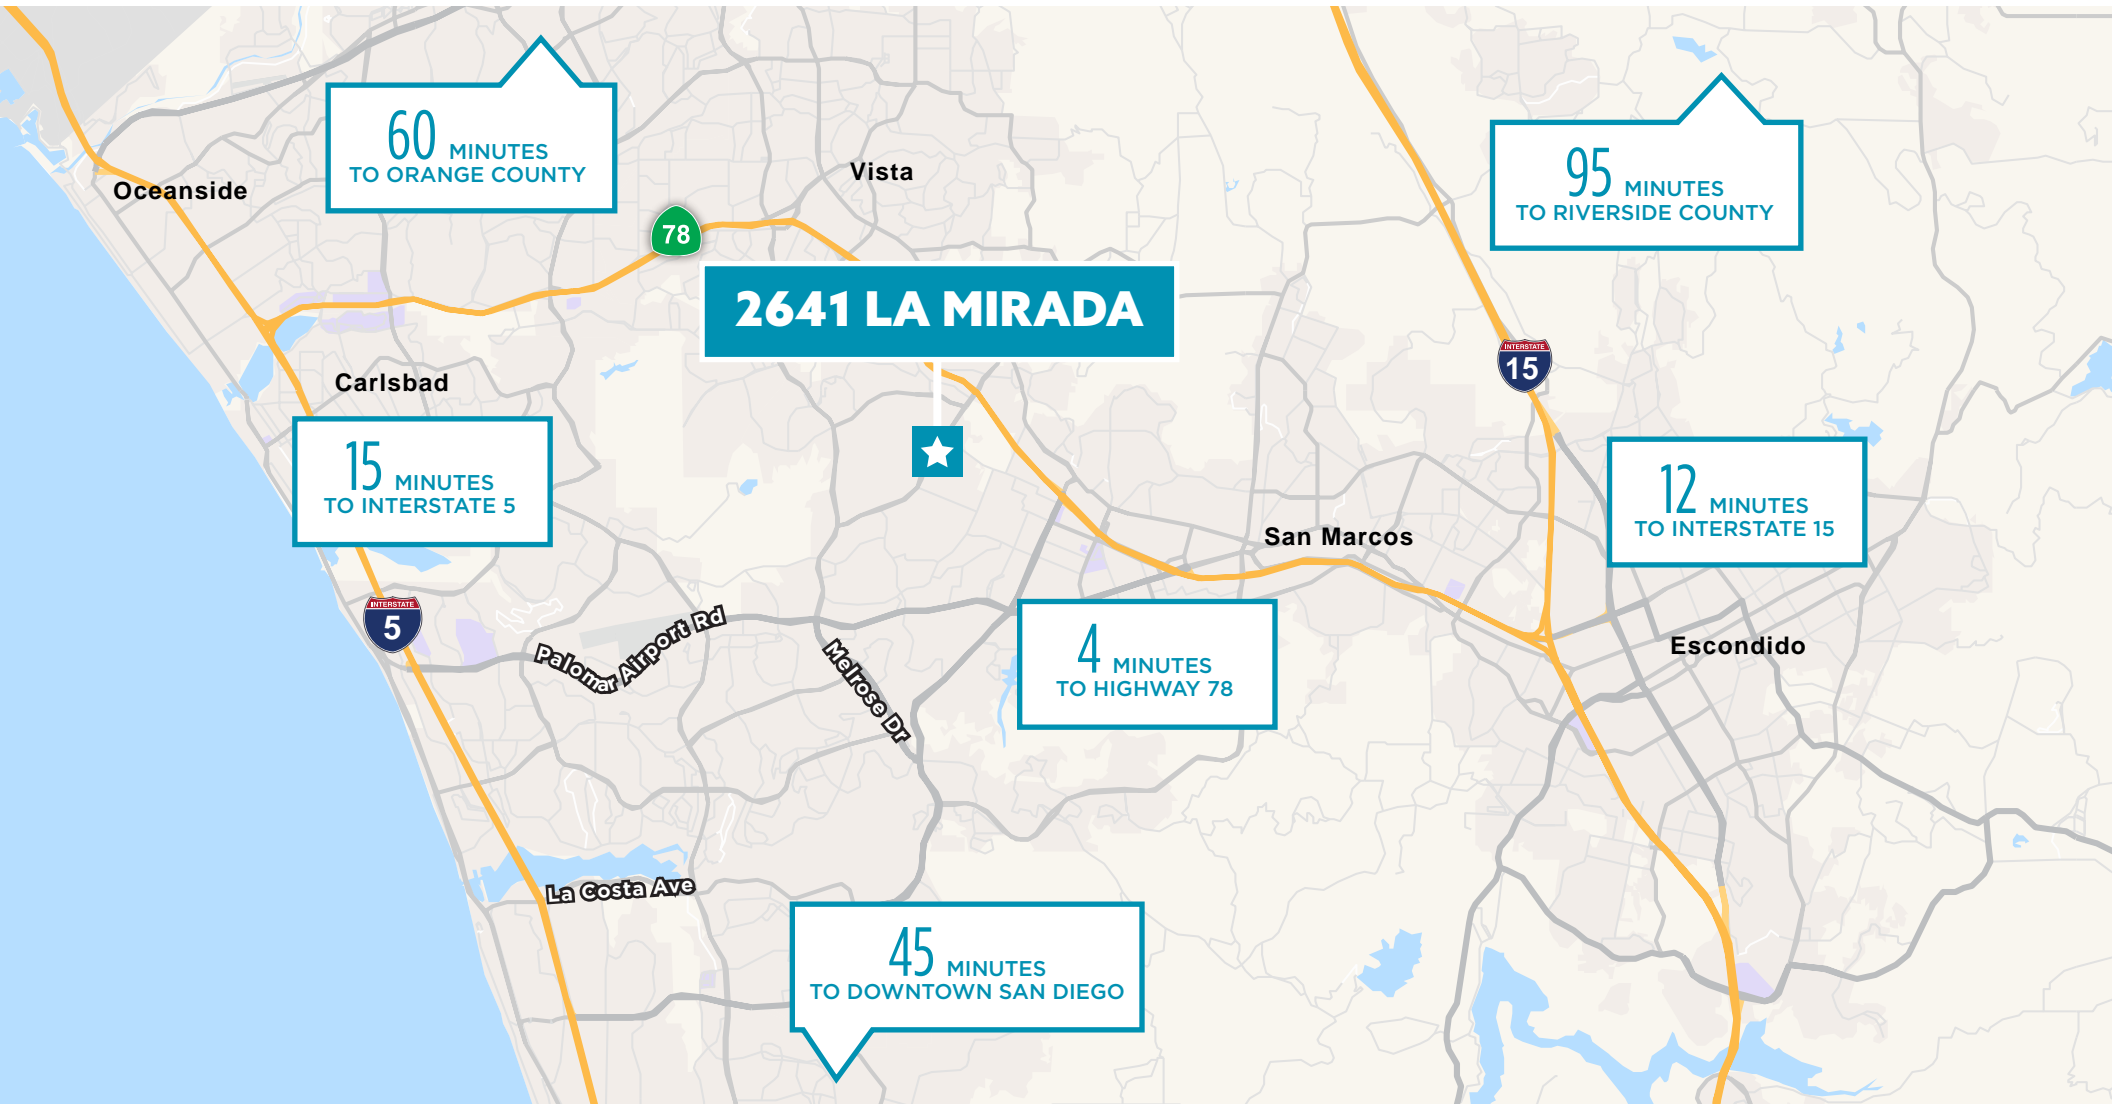 60 MINUTES
TO ORANGE COUNTY
Vista
95 MINUTES
TO RIVERSIDE COUNTY
Oceanside
78
2641 LA MIRADA
INTERSTATE
15
Carlsbad
15 MINUTES
TO INTERSTATE 5
12 MINUTES
TO INTERSTATE 15
San Marcos
INTERSTATE
5
Palomar Airport Rd
Melrose Dr
4 MINUTES
TO HIGHWAY 78
Escondido
La Costa Ave
45 MINUTES
TO DOWNTOWN SAN DIEGO